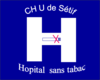 CH U de Sétif
H
Hopital sans tabac